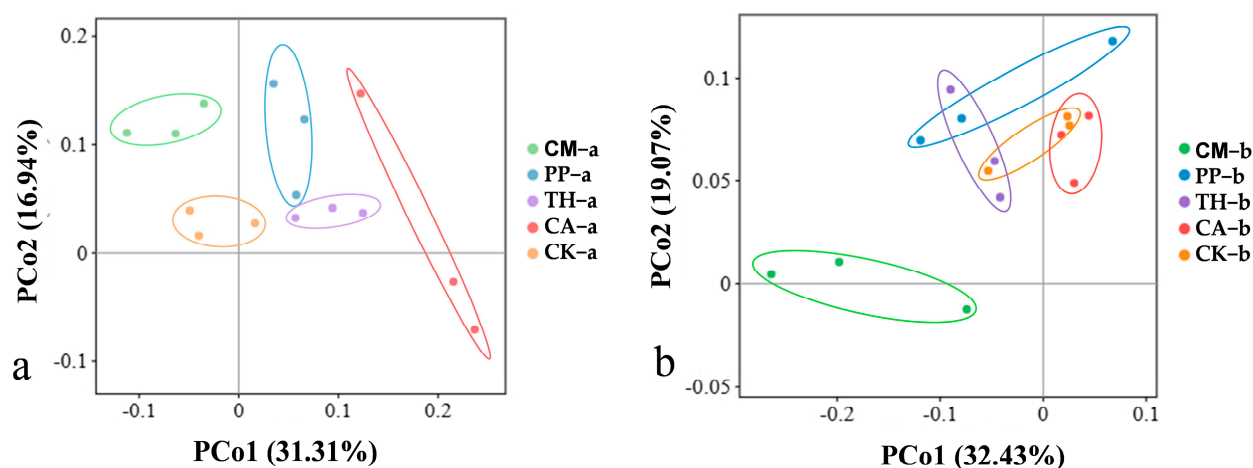 0.2
0.1
0
-0.1
-0.1
0
0.1
0.2
PCo2 (16.94%)
PCo1 (31.31%)
a
CM-a
PP-a
TH-a
CA-a
CK-a
0.1
0.05
0
-0.05
-0.2
-0.1
0
0.1
PCo2 (19.07%)
PCo1 (32.43%)
b
CM-b
PP-b
TH-b
CA-b
CK-b